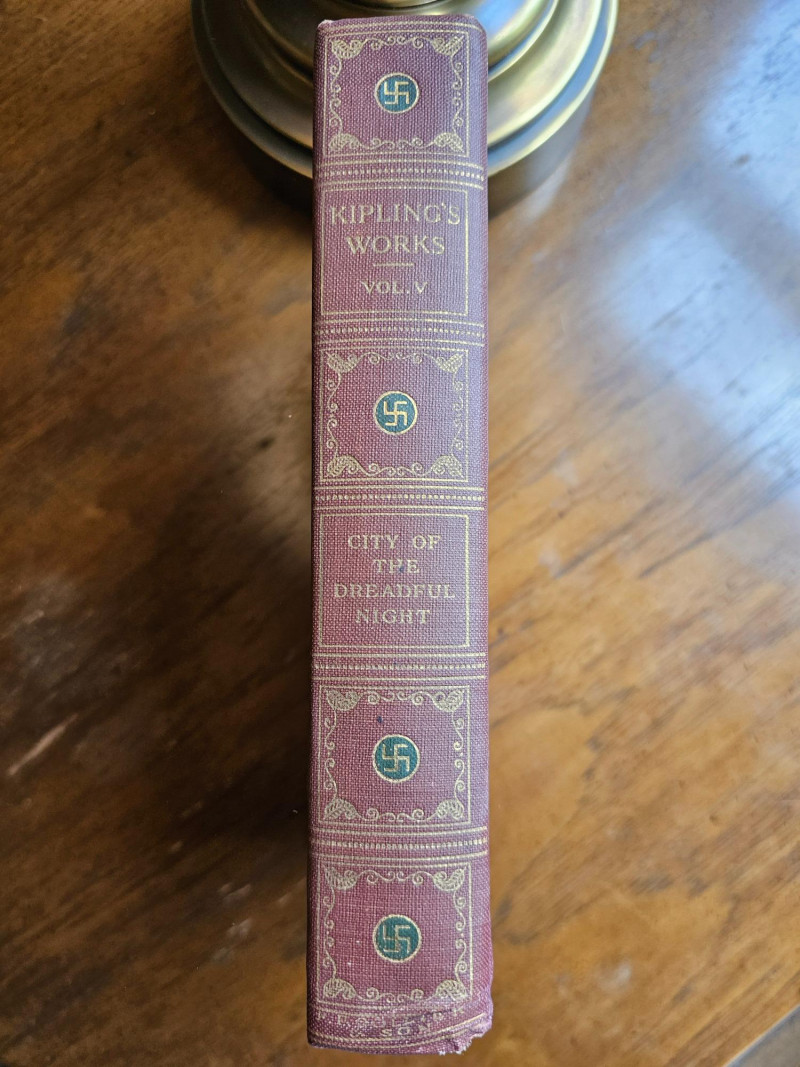 KIPLING'S
WORKS
VOL. V
CITY OF
THE
DREADFUL
NIGHT